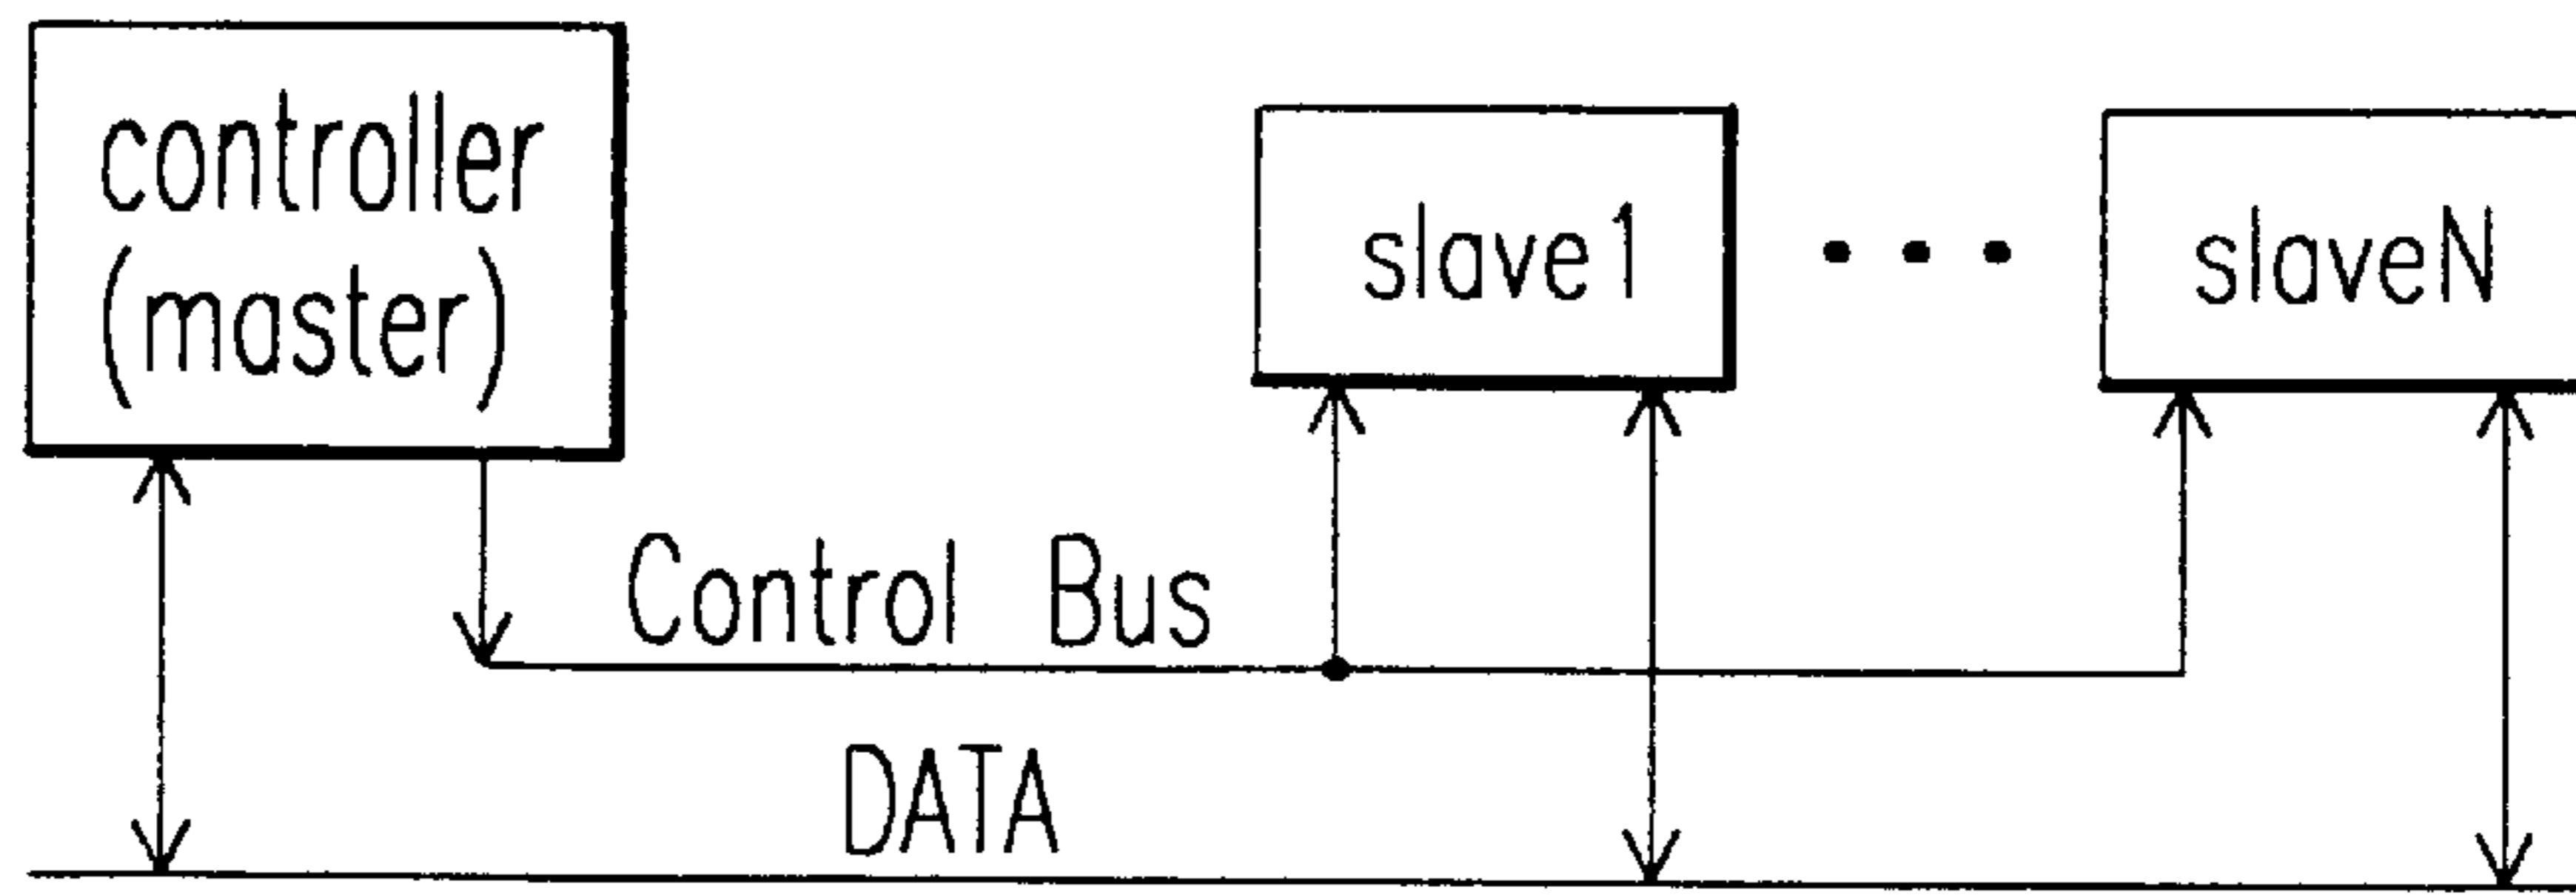 controller
(master)
slave1
slaveN
Control Bus
DATA